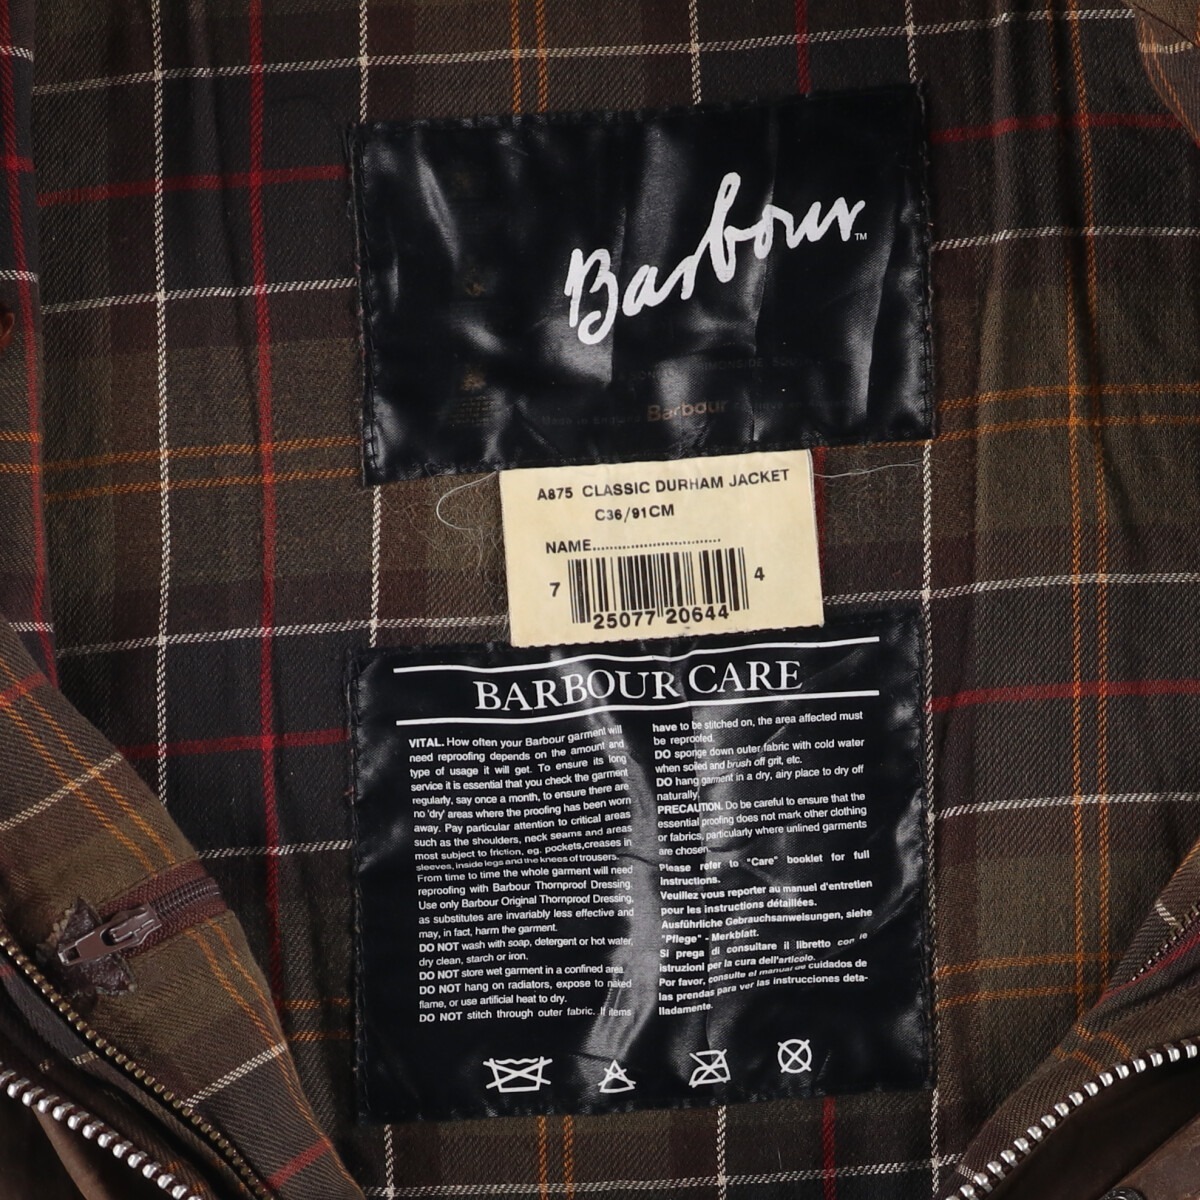 Barbour™
Barbour
A875 CLASSIC DURHAM JACKET
C36/91CM
NAME..............................
7 25077 20644 4
BARBOUR CARE
VITAL. How often your Barbour garment will
need reproofing depends on the amount and
type of usage it will get. To ensure its long
service it is essential that you check the garment
regularly, say once a month, to ensure there are
no 'dry' areas where the proofing has been worn
away. Pay particular attention to critical areas
such as the shoulders, neck seams and areas
most subject to friction, eg. pockets,creases in
sleeves, inside legs and the knees of trousers.
From time to time the whole garment will need
reproofing with Barbour Thornproof Dressing.
Use only Barbour Original Thornproof Dressing,
as substitutes are invariably less effective and
may, in fact, harm the garment.
DO NOT wash with soap, detergent or hot water,
dry clean, starch or iron.
DO NOT store wet garment in a confined area.
DO NOT hang on radiators, expose to naked
flame, or use artificial heat to dry.
DO NOT stitch through outer fabric. If items
have to be stitched on, the area affected must
be reproofed.
DO sponge down outer fabric with cold water
when soiled and brush off grit, etc.
DO hang garment in a dry, airy place to dry off
naturally.
PRECAUTION. Do be careful to ensure that the
essential proofing does not mark other clothing
or fabrics, particularly where unlined garments
are chosen.
Please refer to "Care" booklet for full
instructions.
Veuillez vous reporter au manuel d'entretien
pour les instructions détaillées.
Ausführliche Gebrauchsanweisungen, siehe
"Pflege" - Merkblatt.
Si prega di consultare il libretto con le
istruzioni per la cura dell'articolo.
Por favor, consulte el manual de cuidados de
las prendas para ver las instrucciones deta-
lladamente.